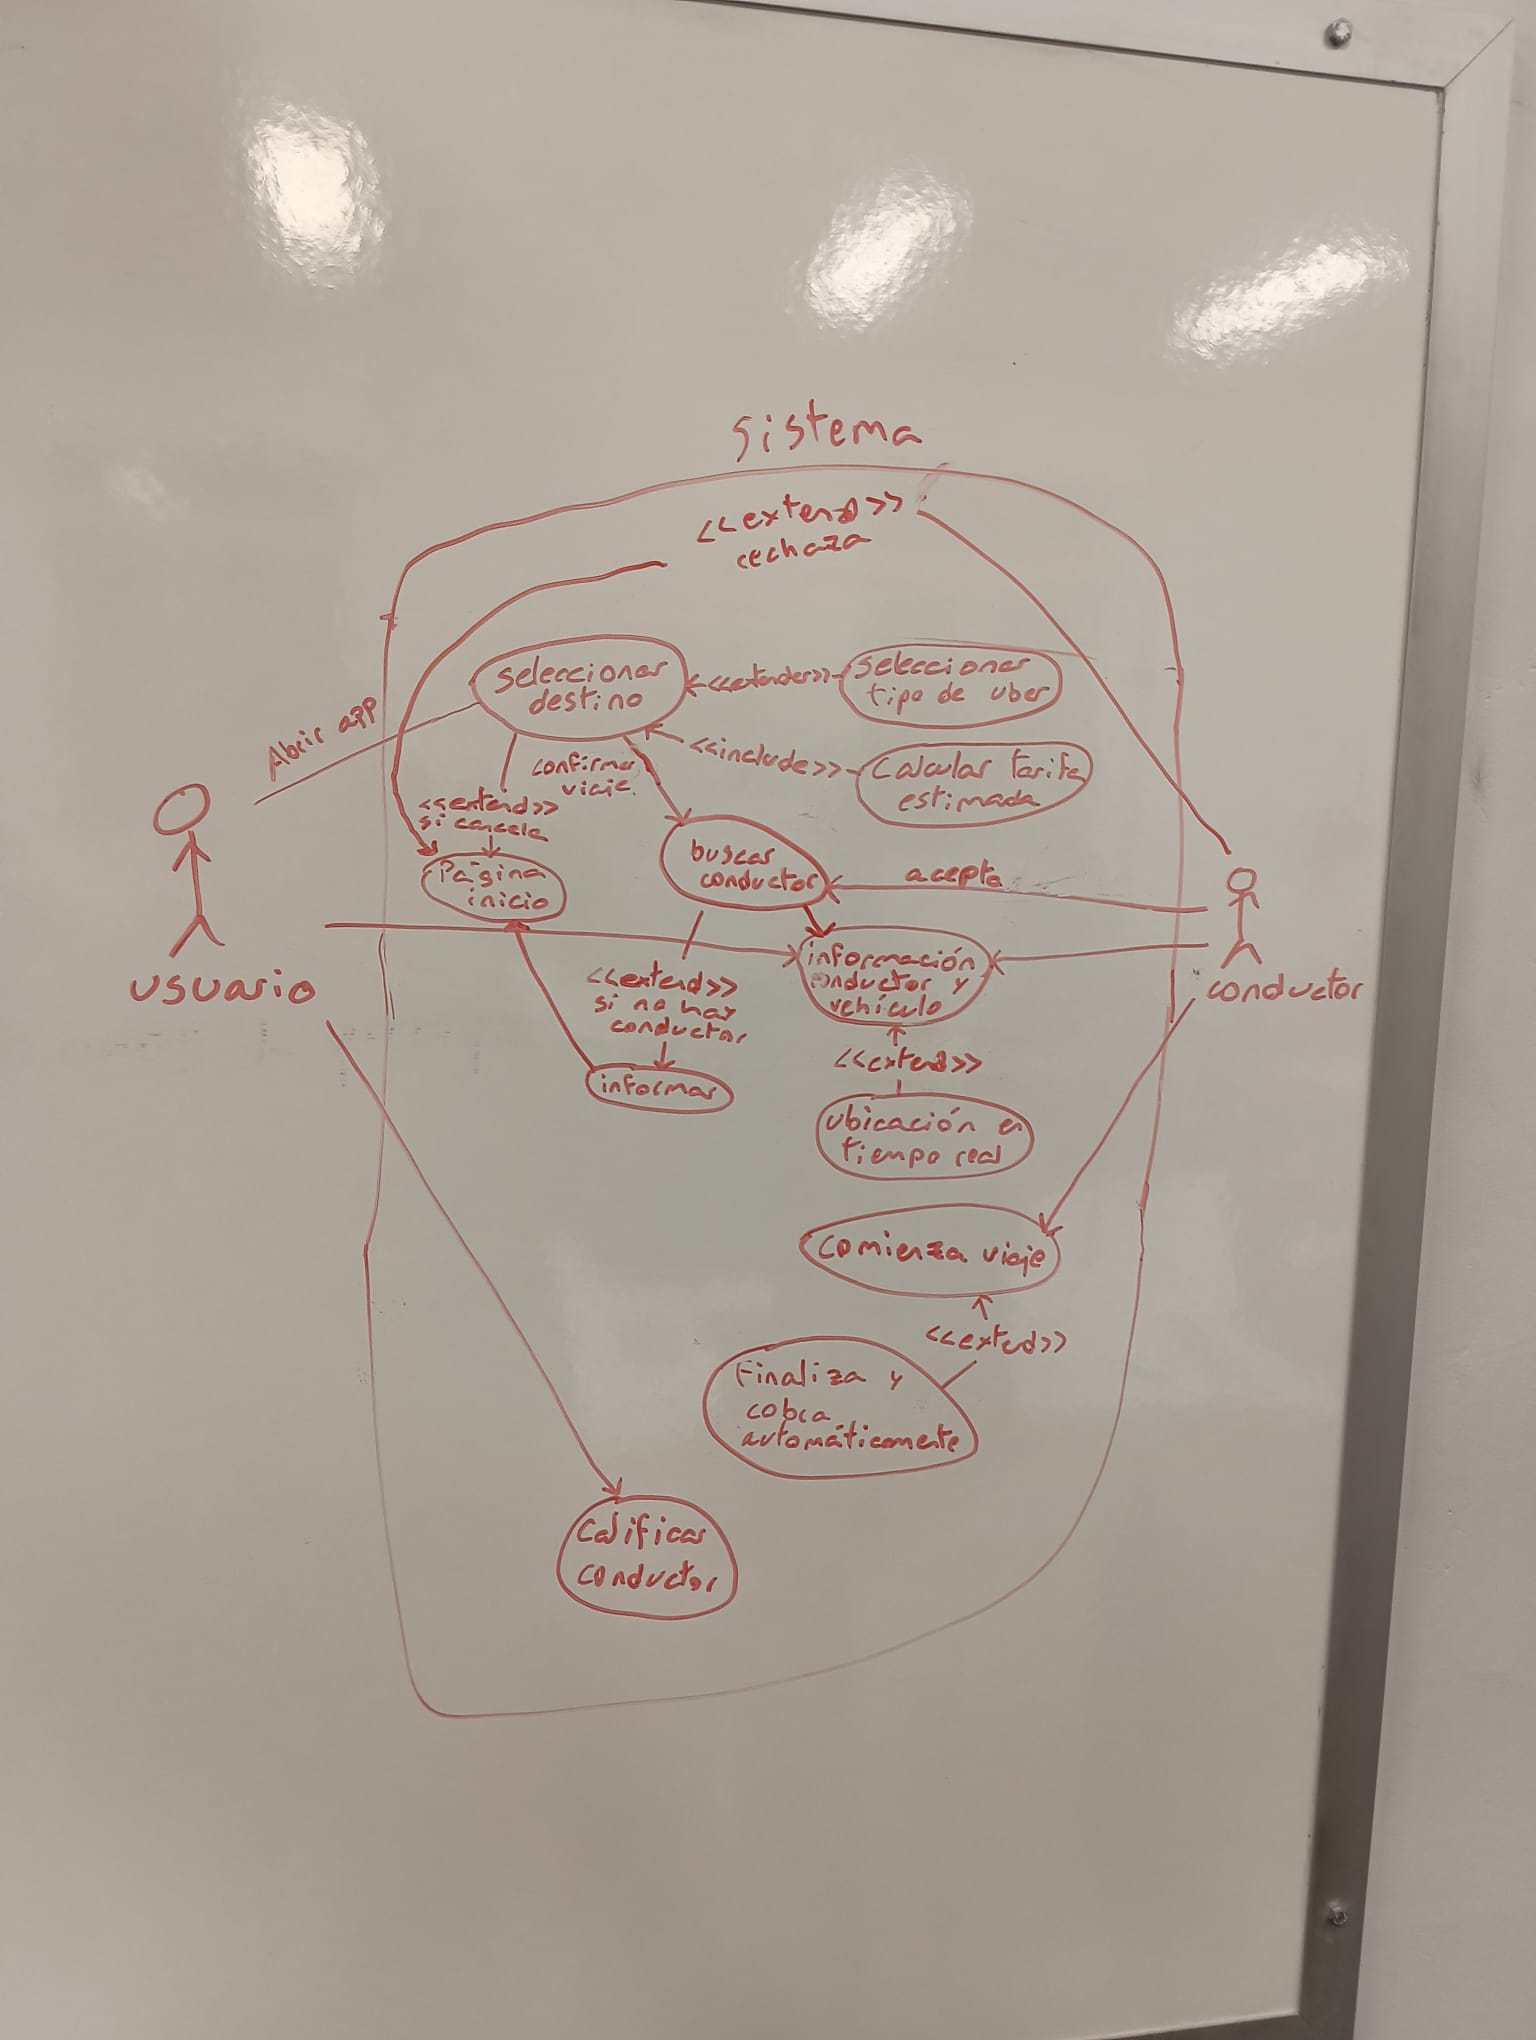 sistema
<<extend>>
rechaza
seleccionar
destino
<<extender>>
seleccionar
tipo de uber
Abrir app
confirmar
viaje.
<<include>>
Calcular tarifa
estimada
<<extend>>
si cancela
Página
inicio
buscar
conductor
acepta
usuario
conductor
información
conductor y
vehículo
<<extend>>
si no hay
conductor
informar
<<extend>>
ubicación en
tiempo real
comienza viaje
<<extend>>
Finaliza y
cobra
automáticamente
Calificar
conductor